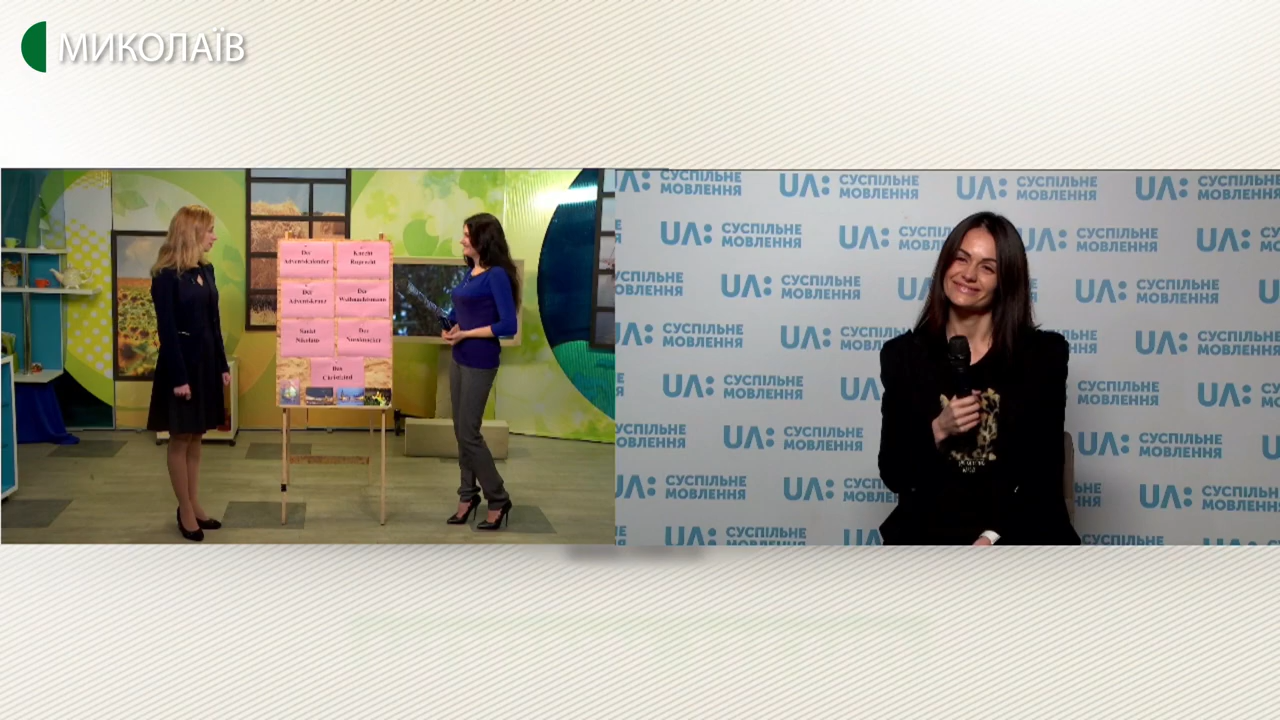 МИКОЛАЇВ
Der
Adventskalender
Knecht
Ruprecht
Der
Adventskranz
Der
Weihnachtsmann
Sankt
Nikolaus
Der
Nussknacker
Das
Christkind
UA: СУСПІЛЬНЕ
МОВЛЕННЯ